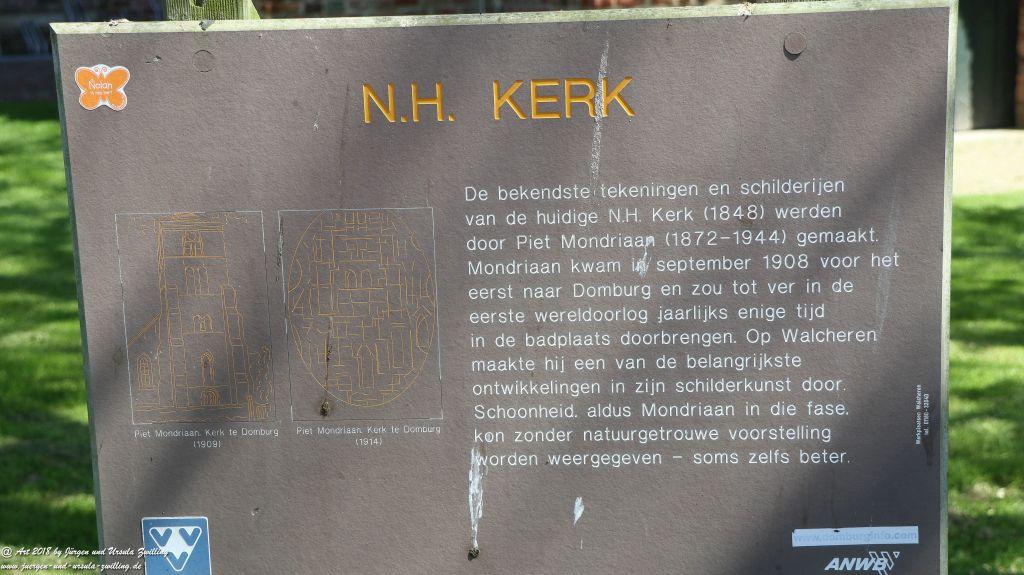 Nolan
N.H. KERK
De bekendste tekeningen en schilderijen
van de huidige N.H. Kerk (1848) werden
door Piet Mondriaan (1872-1944) gemaakt.
Mondriaan kwam in september 1908 voor het
eerst naar Domburg en zou tot ver in de
eerste wereldoorlog jaarlijks enige tijd
in de badplaats doorbrengen. Op Walcheren
maakte hij een van de belangrijkste
ontwikkelingen in zijn schilderkunst door.
Schoonheid, aldus Mondriaan in die fase,
kon zonder natuurgetrouwe voorstelling
worden weergegeven - soms zelfs beter.
Piet Mondriaan: Kerk te Domburg
(1909)
Piet Mondriaan: Kerk te Domburg
(1914)
www.domburginfo.com
ANWB
@ Art 2018 by Jürgen und Ursula Zwilling
www.juergen-und-ursula-zwilling.de